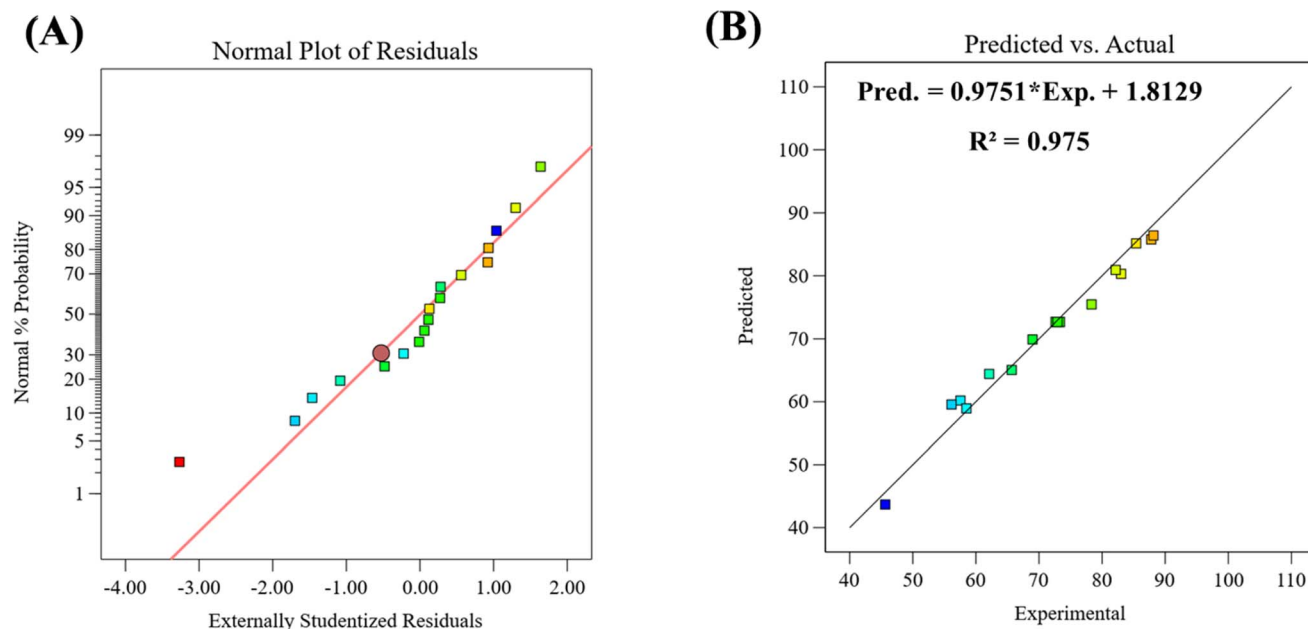 (A)
Normal Plot of Residuals
Normal % Probability
99
95
90
80
70
50
30
20
10
5
1
-4.00 -3.00 -2.00 -1.00 0.00 1.00 2.00
Externally Studentized Residuals
(B)
Predicted vs. Actual
Pred. = 0.9751*Exp. + 1.8129
R² = 0.975
Predicted
110
100
90
80
70
60
50
40
40 50 60 70 80 90 100 110
Experimental